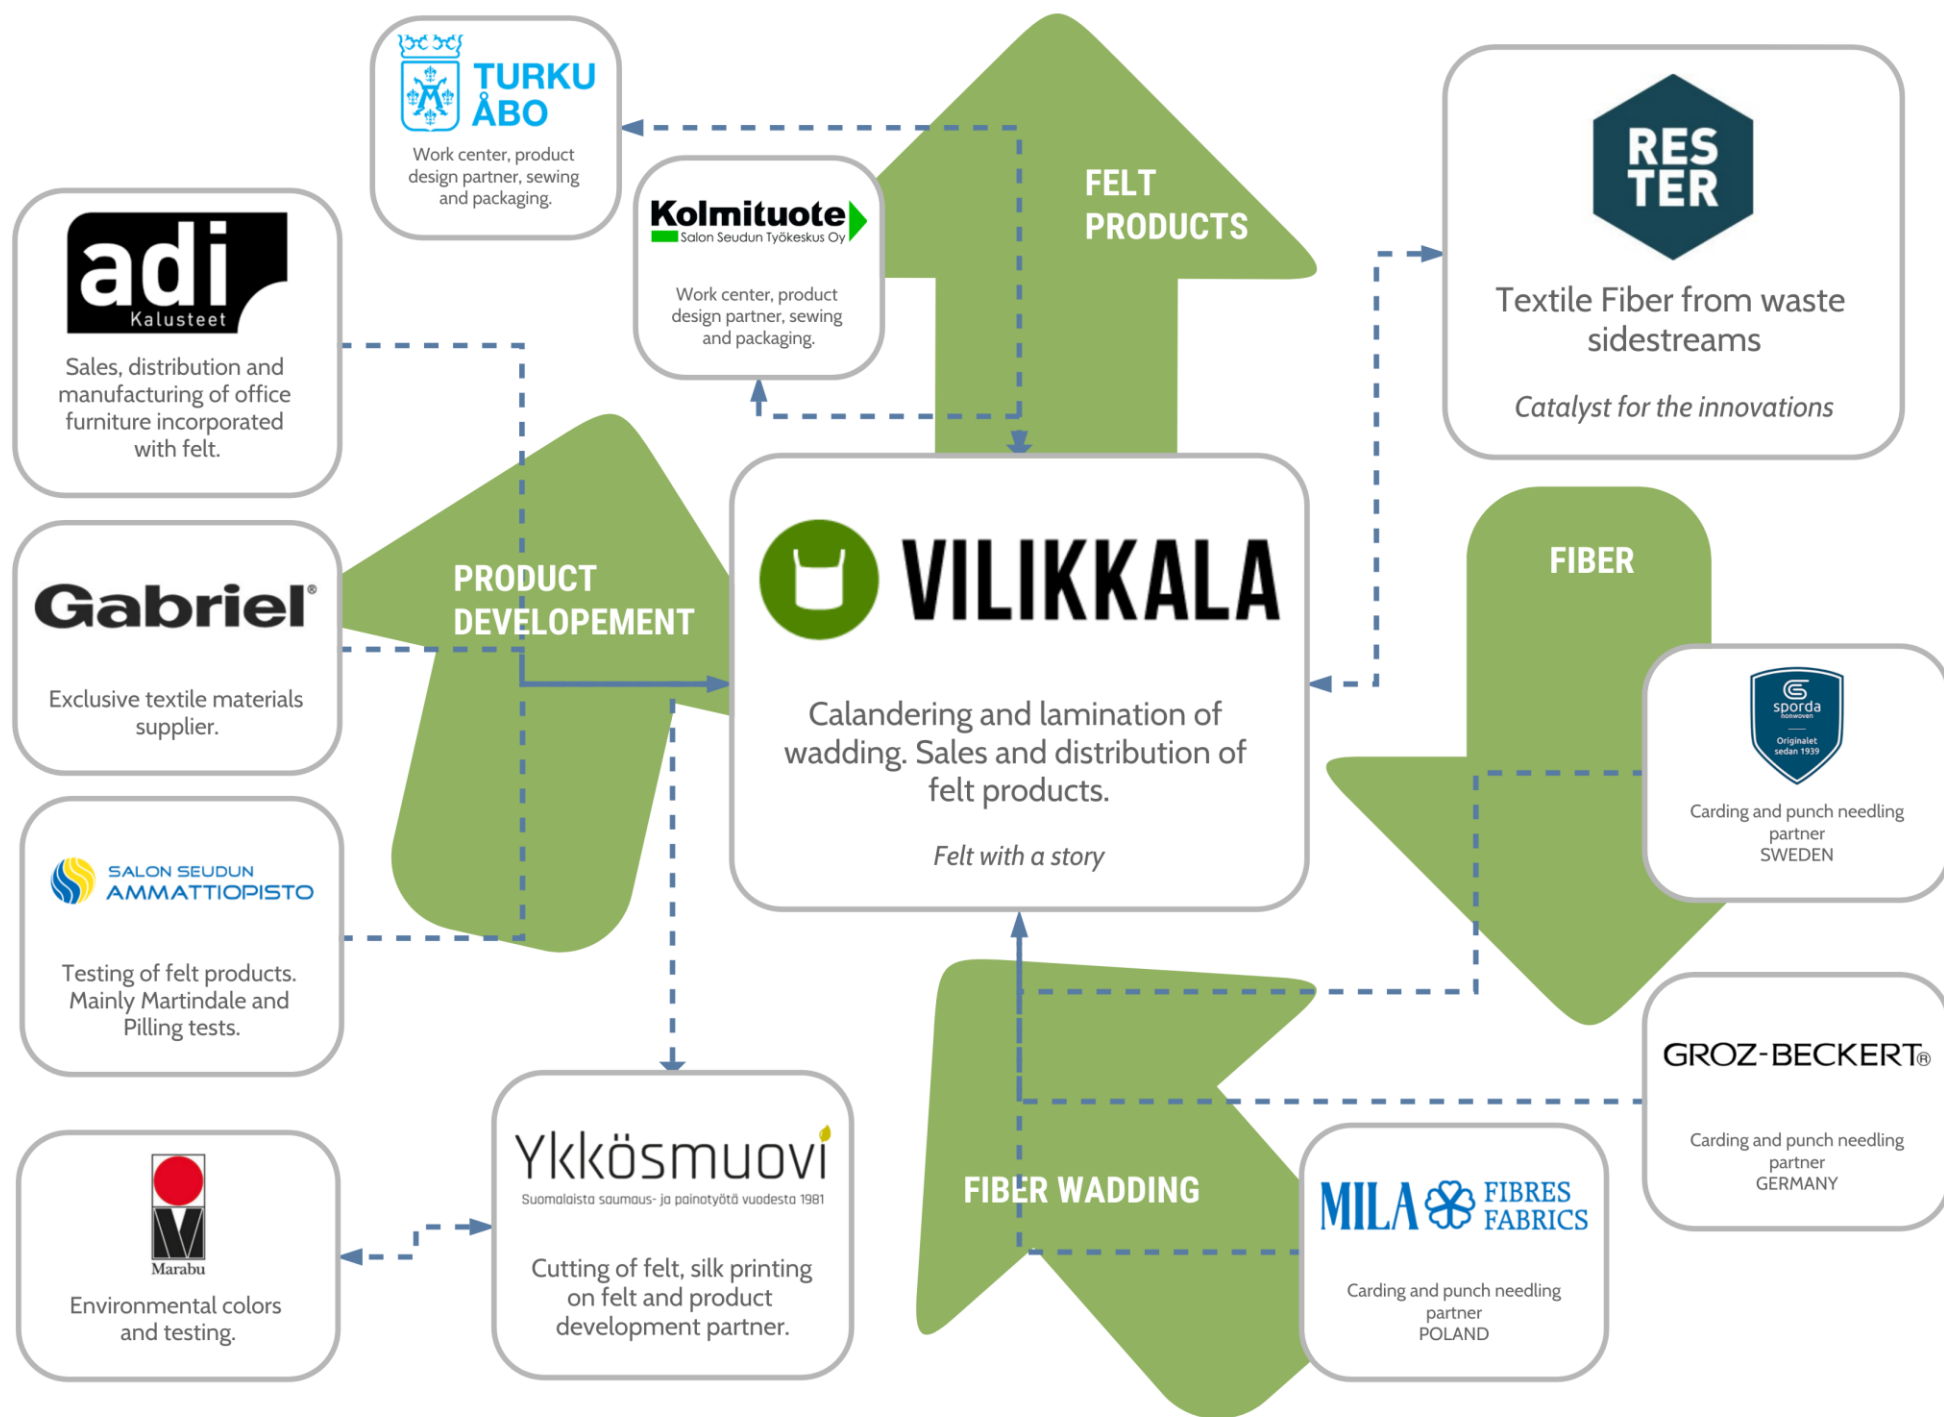 TURKU
ÅBO
Work center, product
design partner, sewing
and packaging.
Kolmituote
Salon Seudun Työkeskus Oy
Work center, product
design partner, sewing
and packaging.
FELT
PRODUCTS
RES
TER
Textile Fiber from waste
sidestreams
Catalyst for the innovations
adi
Kalusteet
Sales, distribution and
manufacturing of office
furniture incorporated
with felt.
Gabriel®
Exclusive textile materials
supplier.
PRODUCT
DEVELOPEMENT
VILIKKALA
Calandering and lamination of
wadding. Sales and distribution of
felt products.
Felt with a story
FIBER
sporda
nonwoven
Originalet
sedan 1939
Carding and punch needling
partner
SWEDEN
SALON SEUDUN
AMMATTIOPISTO
Testing of felt products.
Mainly Martindale and
Pilling tests.
GROZ-BECKERT®
Carding and punch needling
partner
GERMANY
FIBER WADDING
MILA FIBRES
FABRICS
Carding and punch needling
partner
POLAND
Marabu
Environmental colors
and testing.
Ykkösmuovi
Suomalaista saumaus- ja painotyötä vuodesta 1981
Cutting of felt, silk printing
on felt and product
development partner.